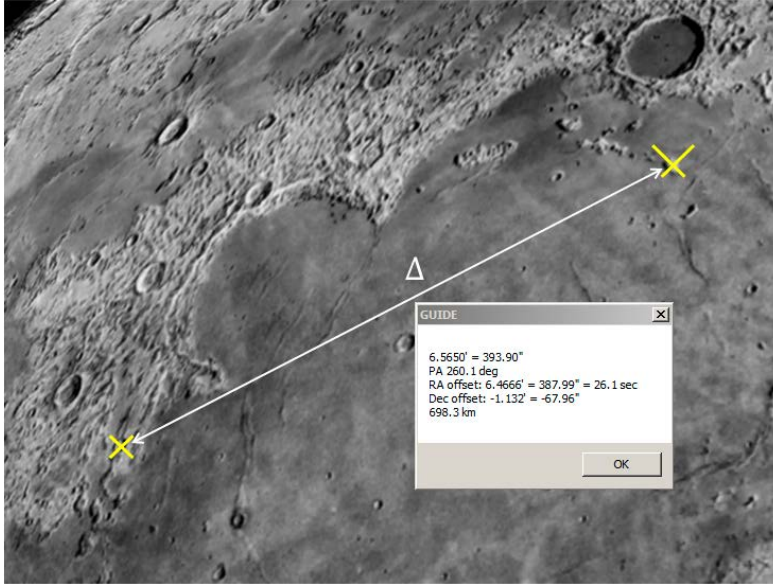 Δ
GUIDE
6.5650' = 393.90"
PA 260.1 deg
RA offset: 6.4666' = 387.99" = 26.1 sec
Dec offset: -1.132' = -67.96"
698.3 km
OK